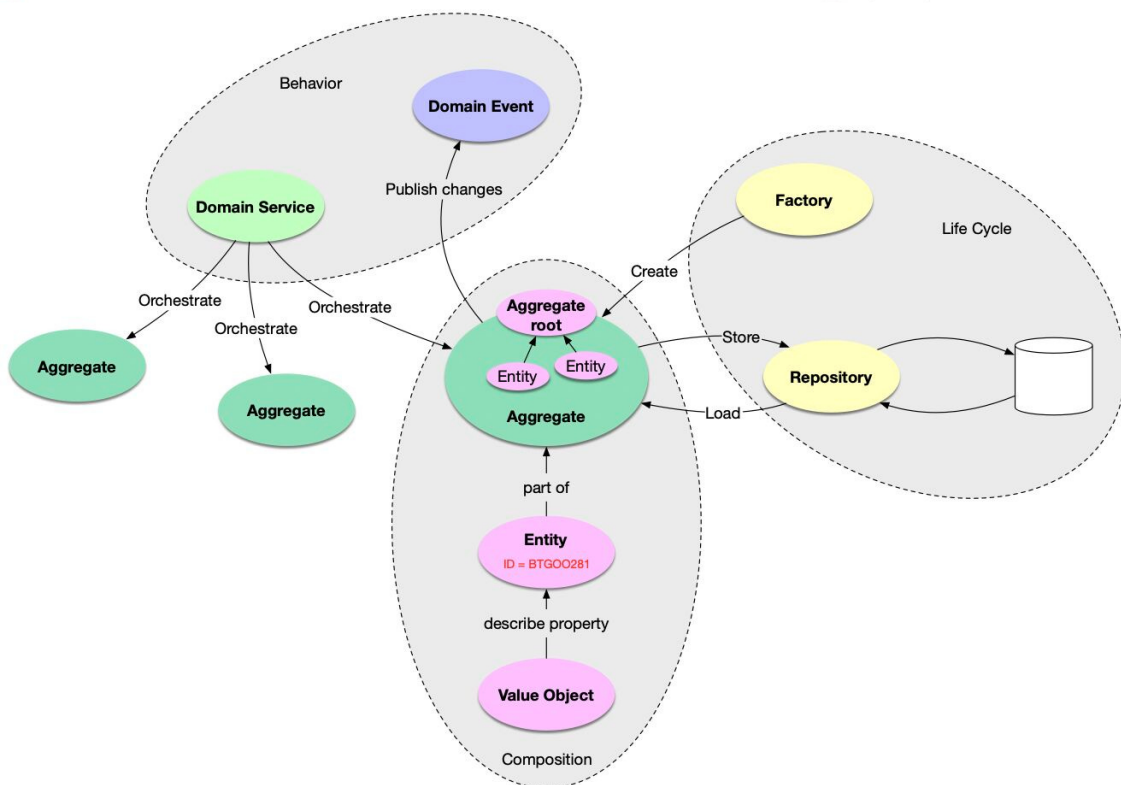 Behavior
Domain Event
Publish changes
Domain Service
Factory
Life Cycle
Create
Orchestrate
Orchestrate
Orchestrate
Aggregate
root
Store
Entity
Entity
Aggregate
Aggregate
Aggregate
Repository
Load
part of
Entity
ID = BTGOO281
describe property
Value Object
Composition